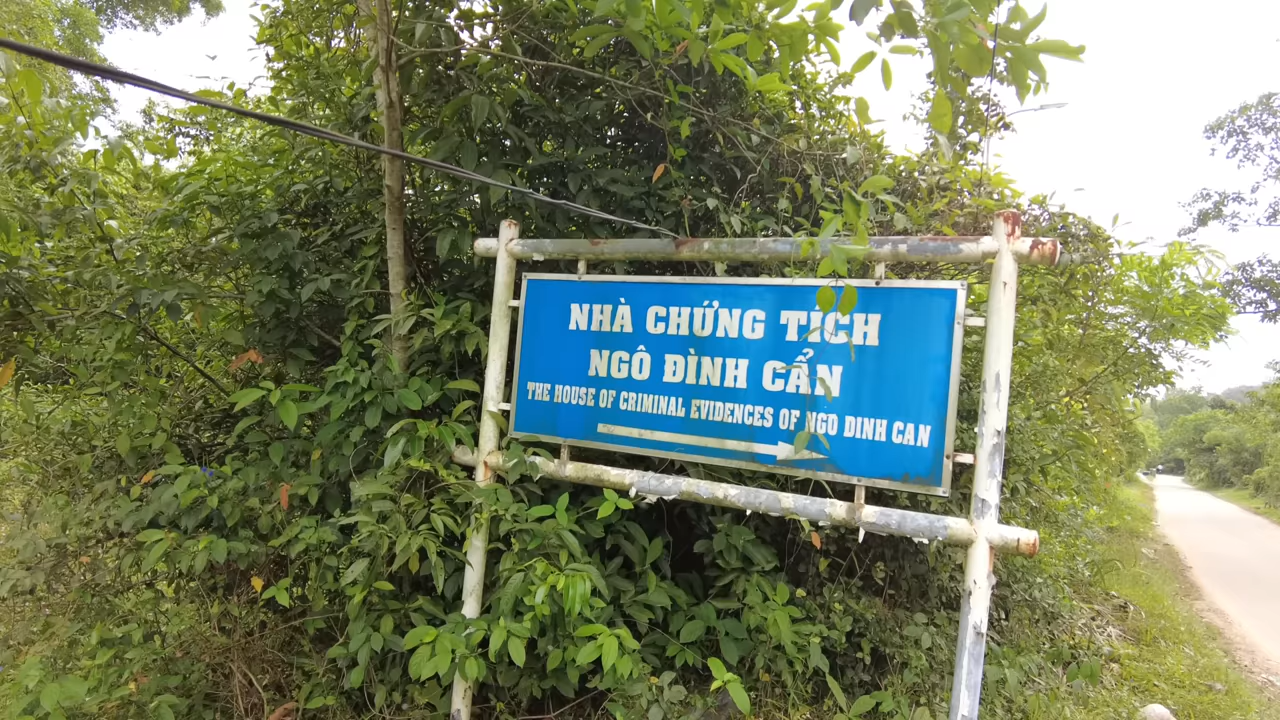 NHÀ CHỨNG TÍCH
NGÔ ĐÌNH CẨN
THE HOUSE OF CRIMINAL EVIDENCES OF NGO DINH CAN